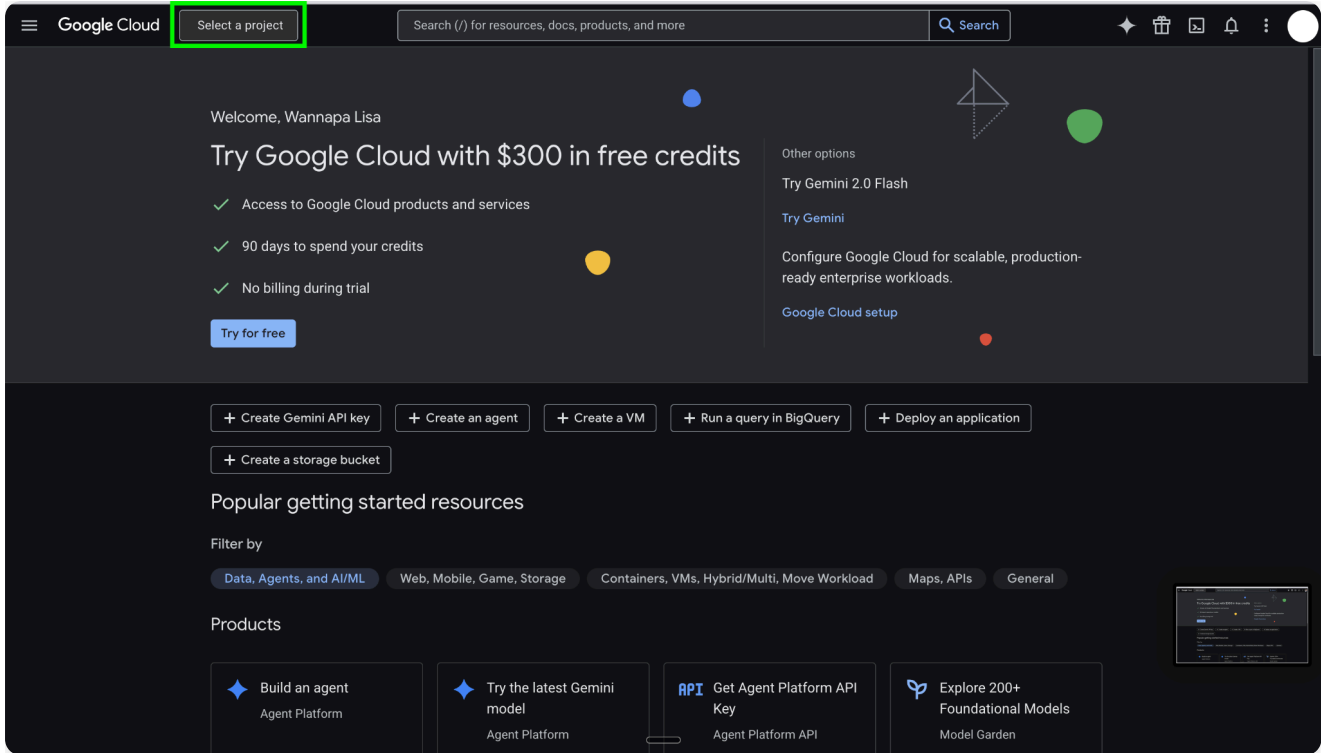 Google Cloud
Select a project
Search (/) for resources, docs, products, and more
Search
Welcome, Wannapa Lisa
Try Google Cloud with $300 in free credits
Access to Google Cloud products and services
90 days to spend your credits
No billing during trial
Try for free
Other options
Try Gemini 2.0 Flash
Try Gemini
Configure Google Cloud for scalable, production-
ready enterprise workloads.
Google Cloud setup
+ Create Gemini API key
+ Create an agent
+ Create a VM
+ Run a query in BigQuery
+ Deploy an application
+ Create a storage bucket
Popular getting started resources
Filter by
Data, Agents, and AI/ML
Web, Mobile, Game, Storage
Containers, VMs, Hybrid/Multi, Move Workload
Maps, APIs
General
Products
Build an agent
Agent Platform
Try the latest Gemini
model
Agent Platform
API
Get Agent Platform API
Key
Agent Platform API
Explore 200+
Foundational Models
Model Garden